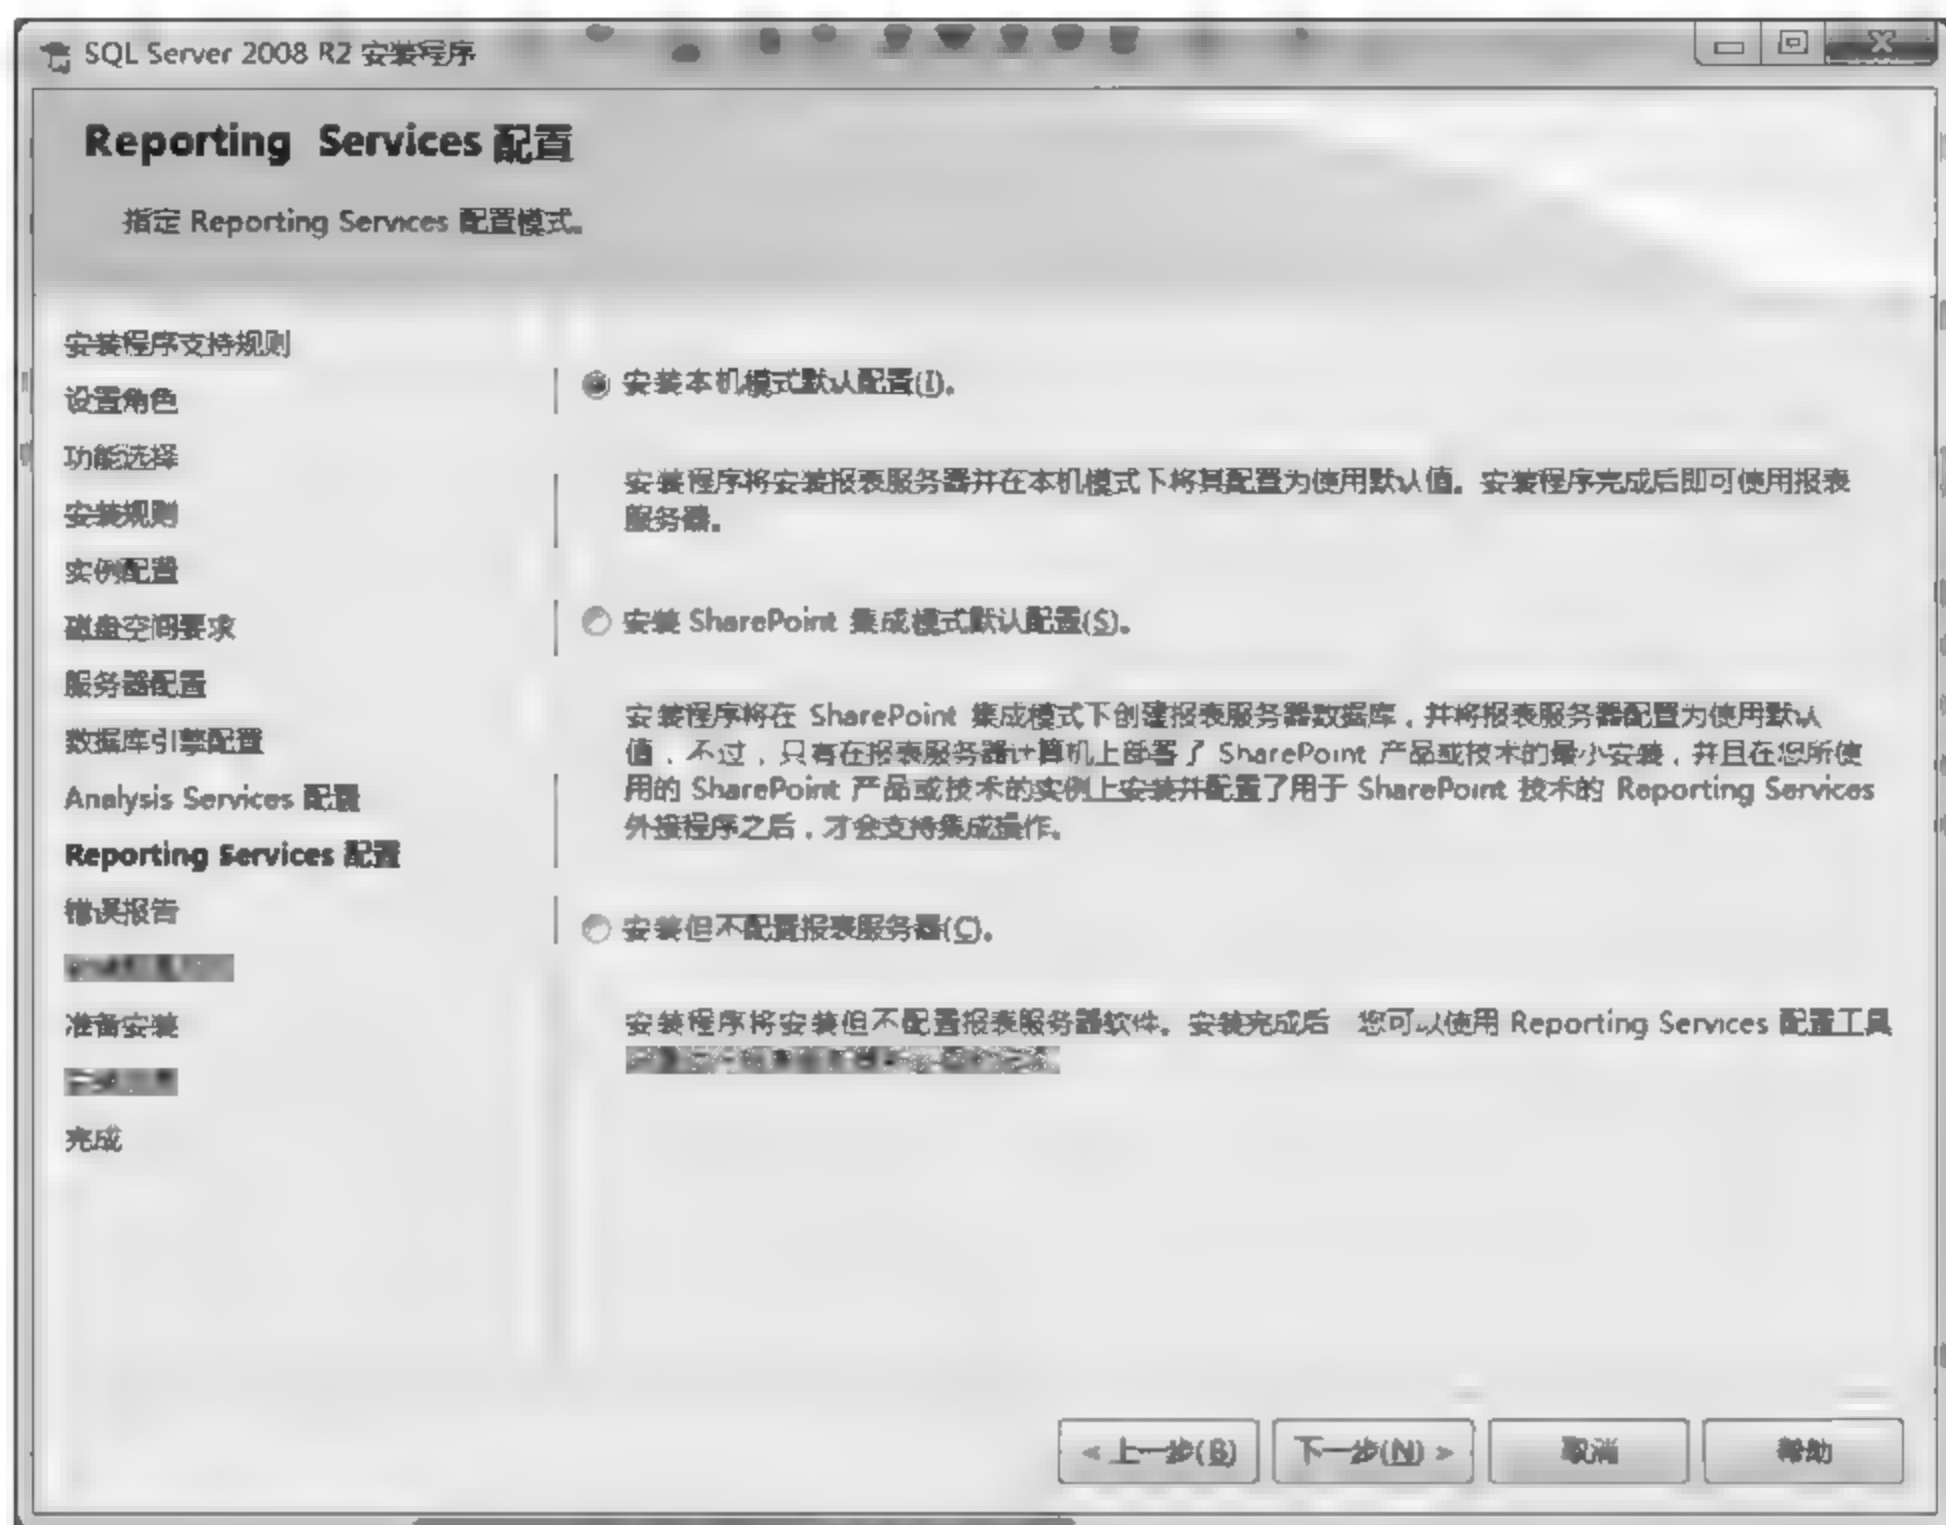 SQL Server 2008 R2 安装程序
Reporting Services 配置
指定 Reporting Services 配置模式。
安装程序支持规则
设置角色
功能选择
安装规则
实例配置
磁盘空间要求
服务器配置
数据库引擎配置
Analysis Services 配置
Reporting Services 配置
错误报告
准备安装
完成
安装本机模式默认配置(I)。
安装程序将安装报表服务器并在本机模式下将其配置为使用默认值。安装程序完成后即可使用报表
服务器。
安装 SharePoint 集成模式默认配置(S)。
安装程序将在 SharePoint 集成模式下创建报表服务器数据库，并将报表服务器配置为使用默认
值，不过，只有在报表服务器计算机上部署了 SharePoint 产品或技术的最小安装，并且在您所使
用的 SharePoint 产品或技术的实例上安装并配置了用于 SharePoint 技术的 Reporting Services
外接程序之后，才会支持集成操作。
安装但不配置报表服务器(C)。
安装程序将安装但不配置报表服务器软件。安装完成后 您可以使用 Reporting Services 配置工具
< 上一步(B)
下一步(N) >
取消
帮助